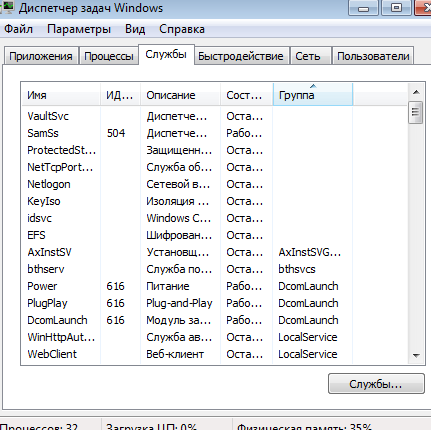 Диспетчер задач Windows
Файл Параметры Вид Справка
Приложения Процессы Службы Быстродействие Сеть Пользователи
Имя ИД... Описание Сост... Группа
VaultSvc Диспетче... Оста...
SamSs 504 Диспетче... Рабо...
ProtectedSt... Защищенн... Оста...
NetTcpPort... Служба об... Оста...
Netlogon Сетевой в... Оста...
KeyIso Изоляция ... Оста...
idsvc Windows C... Оста...
EFS Шифрован... Оста...
AxInstSV Установщ... Оста... AxInstSVG...
bthserv Служба по... Оста... bthsvcs
Power 616 Питание Рабо... DcomLaunch
PlugPlay 616 Plug-and-Play Рабо... DcomLaunch
DcomLaunch 616 Модуль за... Рабо... DcomLaunch
WinHttpAut... Служба ав... Оста... LocalService
WebClient Веб-клиент Оста... LocalService
Службы...
Процессов: 32 Загрузка ЦП: 0% Физическая память: 35%